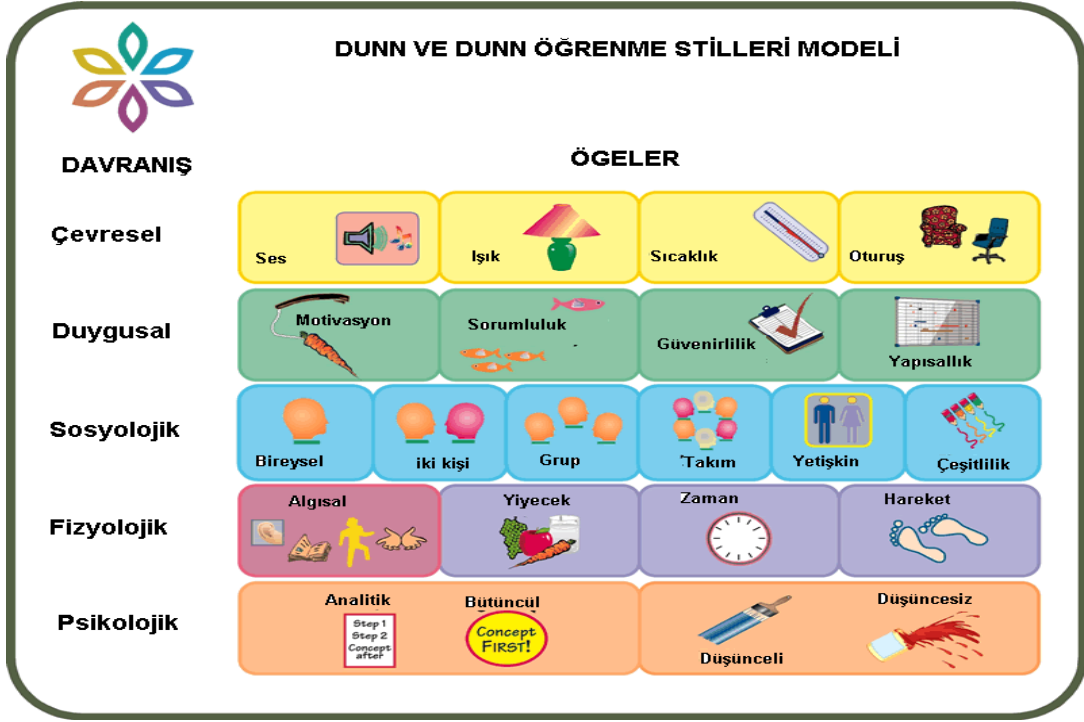 DUNN VE DUNN ÖĞRENME STİLLERİ MODELİ
DAVRANIŞ
ÖGELER
Çevresel
Ses
Işık
Sıcaklık
Oturuş
Duygusal
Motivasyon
Sorumluluk
Güvenirlilik
Yapısallık
Sosyolojik
Bireysel
iki kişi
Grup
Takım
Yetişkin
Çeşitlilik
Fizyolojik
Algısal
Yiyecek
Zaman
Hareket
Psikolojik
Analitik
Step 1
Step 2
Concept
after
Bütüncül
Concept
FIRST!
Düşünceli
Düşüncesiz